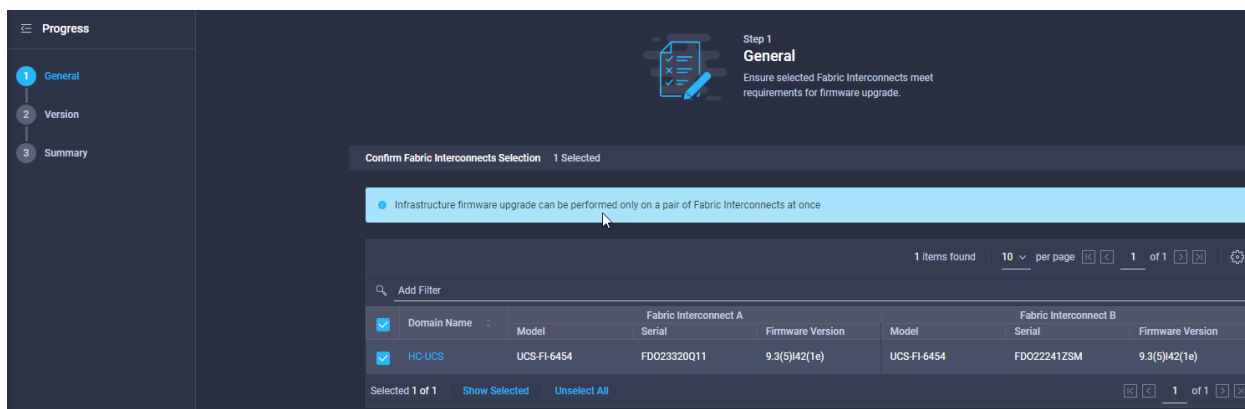 Progress
1 General
2 Version
3 Summary
Step 1
General
Ensure selected Fabric Interconnects meet
requirements for firmware upgrade.
Confirm Fabric Interconnects Selection 1 Selected
Infrastructure firmware upgrade can be performed only on a pair of Fabric Interconnects at once
1 items found 10 per page 1 of 1
Add Filter
Domain Name Fabric Interconnect A Fabric Interconnect B
Model Serial Firmware Version Model Serial Firmware Version
HC-UCS UCS-FI-6454 FDO23320Q11 9.3(5)I42(1e) UCS-FI-6454 FDO22241ZSM 9.3(5)I42(1e)
Selected 1 of 1 Show Selected Unselect All 1 of 1